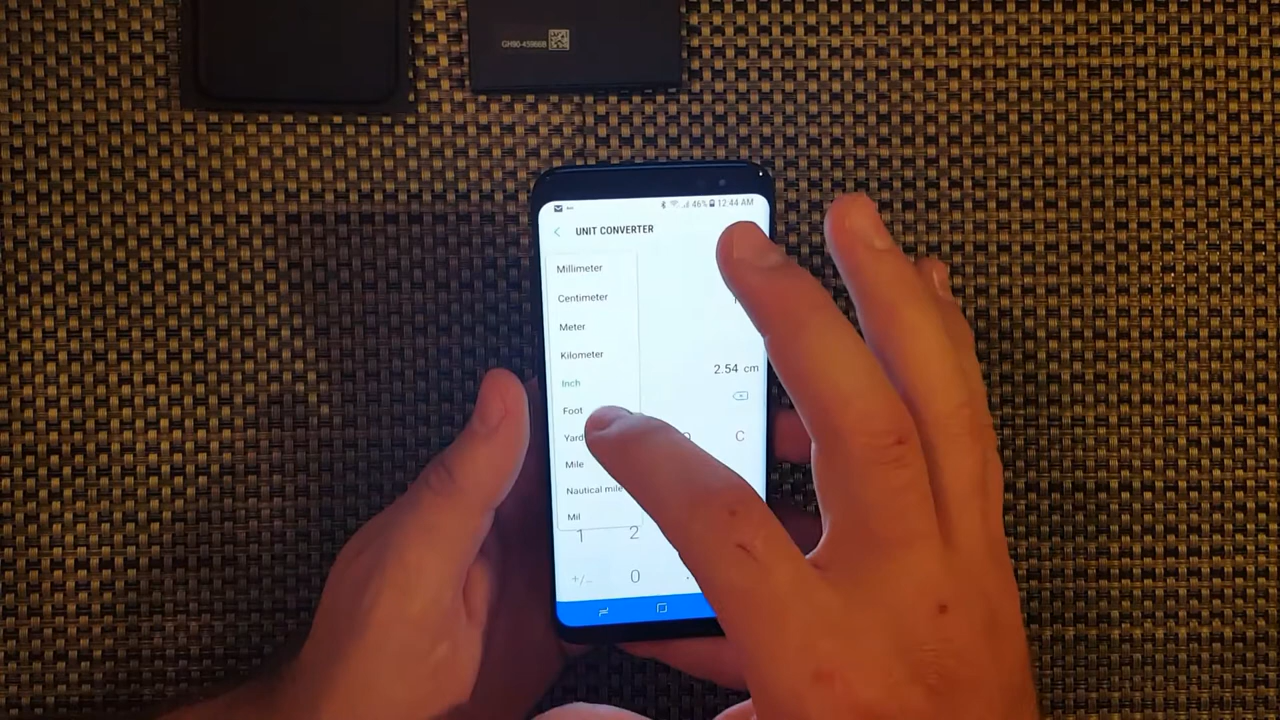 46% 12:44 AM
UNIT CONVERTER
Millimeter
Centimeter
Meter
Kilometer
Inch
2.54 cm
Foot
Yard
C
Mile
Nautical mile
Mil
1 2
+/- 0 .